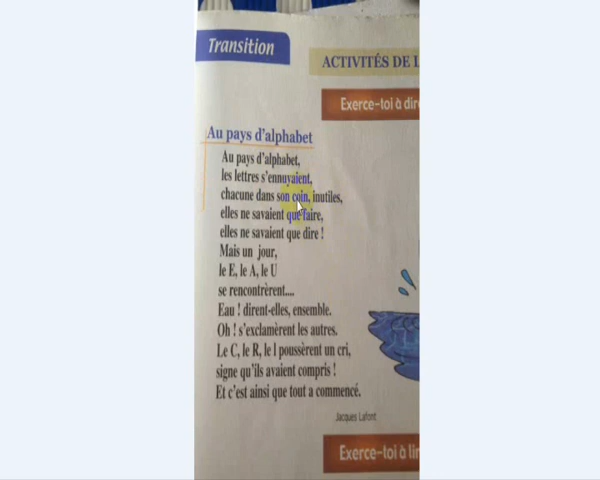 Transition
ACTIVITÉS DE
Exerce-toi à dir
Au pays d'alphabet
Au pays d'alphabet,
les lettres s'ennuyaient,
chacune dans son coin, inutiles,
elles ne savaient que faire,
elles ne savaient que dire !
Mais un jour,
le E, le A, le U
se rencontrèrent....
Eau ! dirent-elles, ensemble.
Oh ! s'exclamèrent les autres.
Le C, le R, le I poussèrent un cri,
signe qu'ils avaient compris !
Et c'est ainsi que tout a commencé.
Jacques Lafont
Exerce-toi à lir